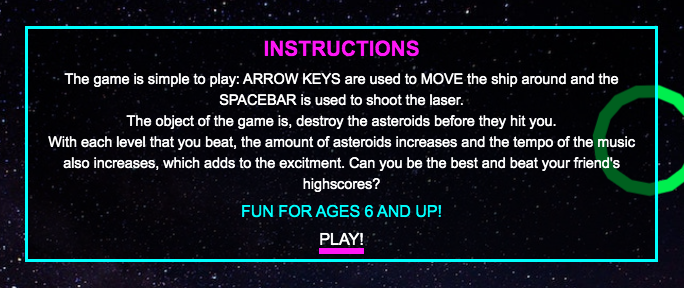 INSTRUCTIONS
The game is simple to play: ARROW KEYS are used to MOVE the ship around and the
SPACEBAR is used to shoot the laser.
The object of the game is, destroy the asteroids before they hit you.
With each level that you beat, the amount of asteroids increases and the tempo of the music
also increases, which adds to the excitment. Can you be the best and beat your friend's
highscores?
FUN FOR AGES 6 AND UP!
PLAY!